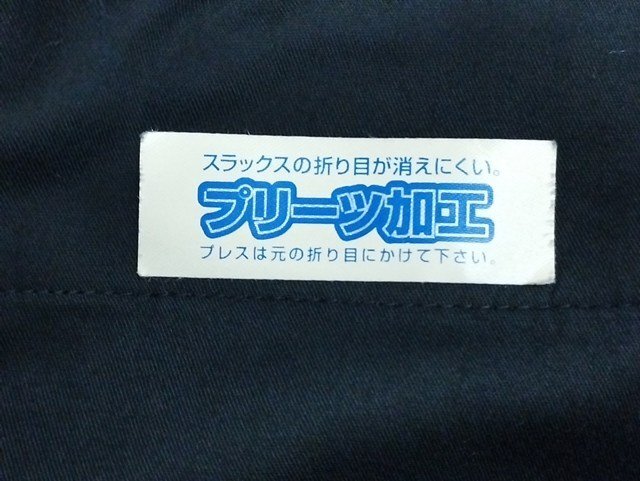 スラックスの折り目が消えにくい。
プリーツ加工
プレスは元の折り目にかけて下さい。